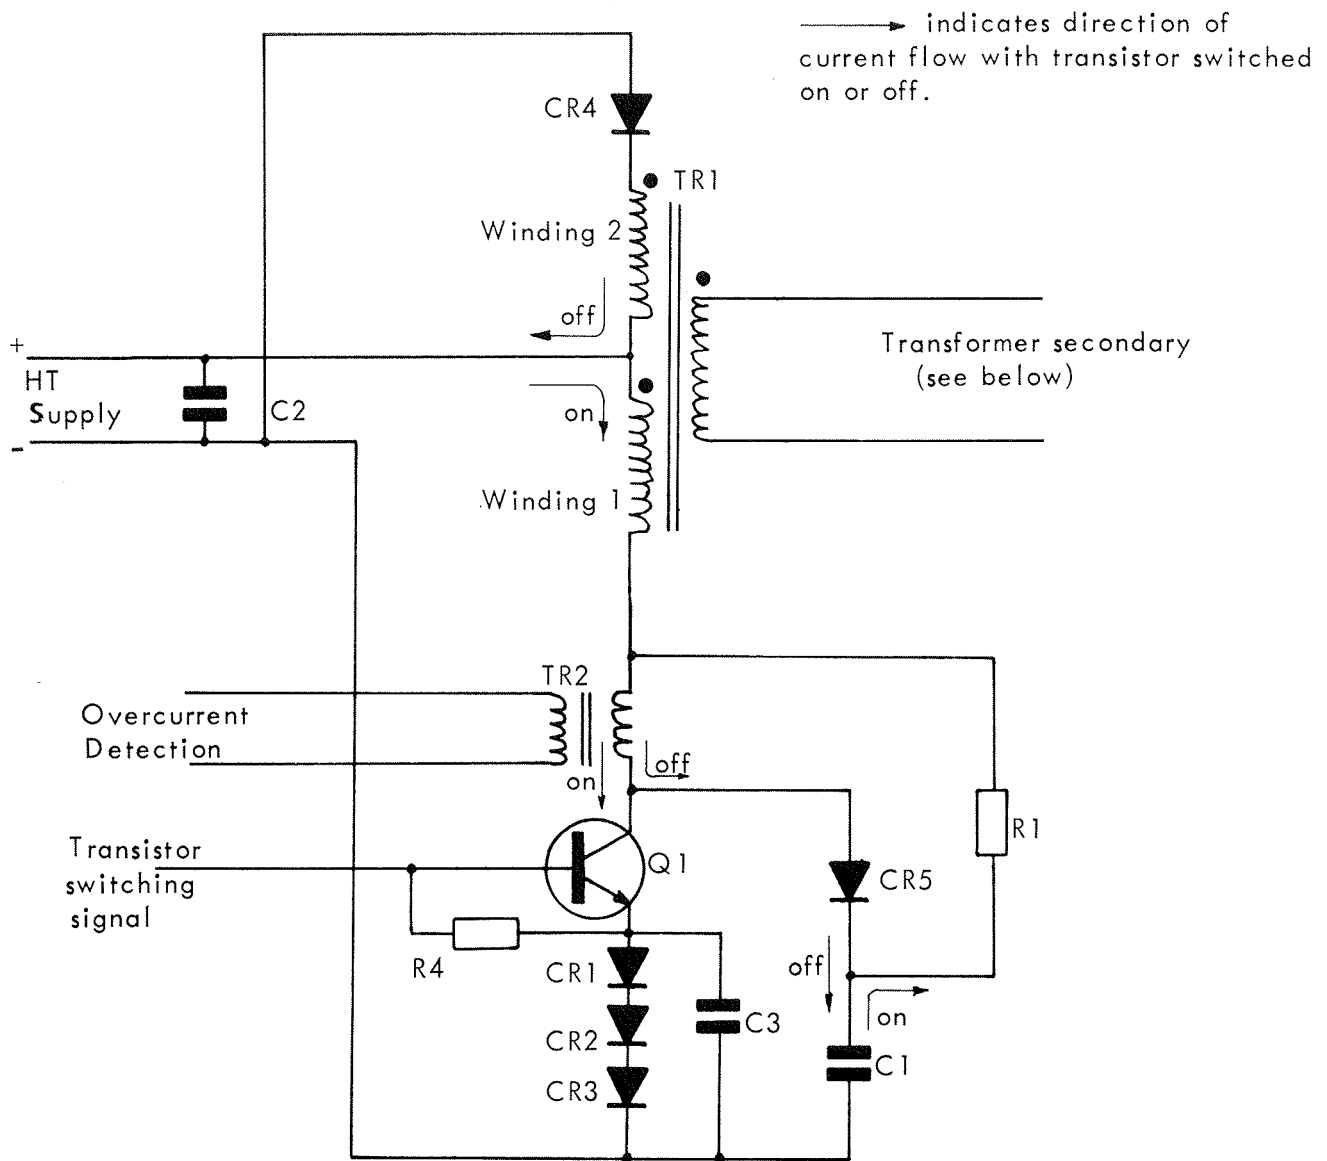 indicates direction of
current flow with transistor switched
on or off.
CR4
TR1
Winding 2
off
+
HT
Supply
-
C2
on
Transformer secondary
(see below)
Winding 1
TR2
Overcurrent
Detection
on
off
Transistor
switching
signal
Q1
R1
CR5
R4
CR1
off
on
C3
CR2
C1
CR3